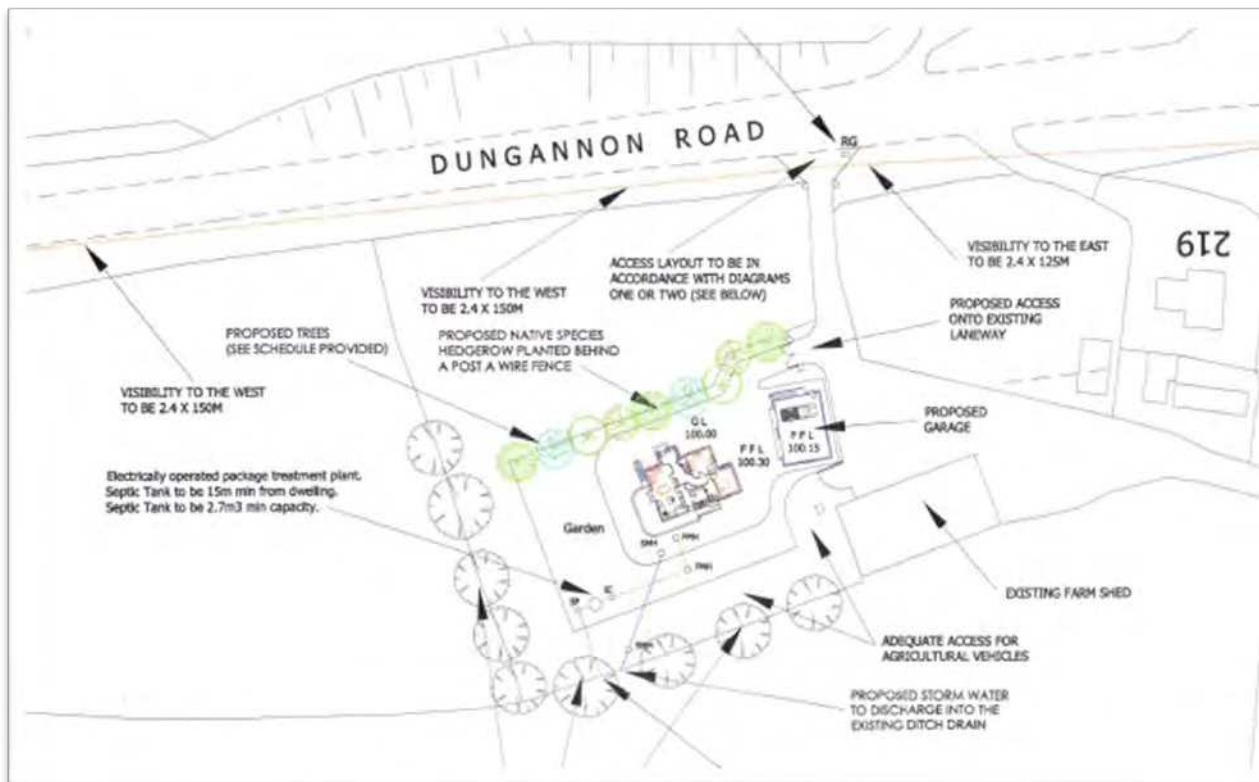 DUNGANNON ROAD
RG
219
VISIBILITY TO THE EAST
TO BE 2.4 X 125M
ACCESS LAYOUT TO BE IN
ACCORDANCE WITH DIAGRAMS
ONE OR TWO (SEE BELOW)
VISIBILITY TO THE WEST
TO BE 2.4 X 150M
PROPOSED ACCESS
ONTO EXISTING
LANEWAY
PROPOSED TREES
(SEE SCHEDULE PROVIDED)
PROPOSED NATIVE SPECIES
HEDGEROW PLANTED BEHIND
A POST A WIRE FENCE
VISIBILITY TO THE WEST
TO BE 2.4 X 150M
PROPOSED
GARAGE
GL
100.00
FFL
100.30
FFL
100.15
Electrically operated package treatment plant.
Septic Tank to be 15m min from dwelling.
Septic Tank to be 2.7m3 min capacity.
Garden
SMH
FMH
EXISTING FARM SHED
ADEQUATE ACCESS FOR
AGRICULTURAL VEHICLES
PROPOSED STORM WATER
TO DISCHARGE INTO THE
EXISTING DITCH DRAIN